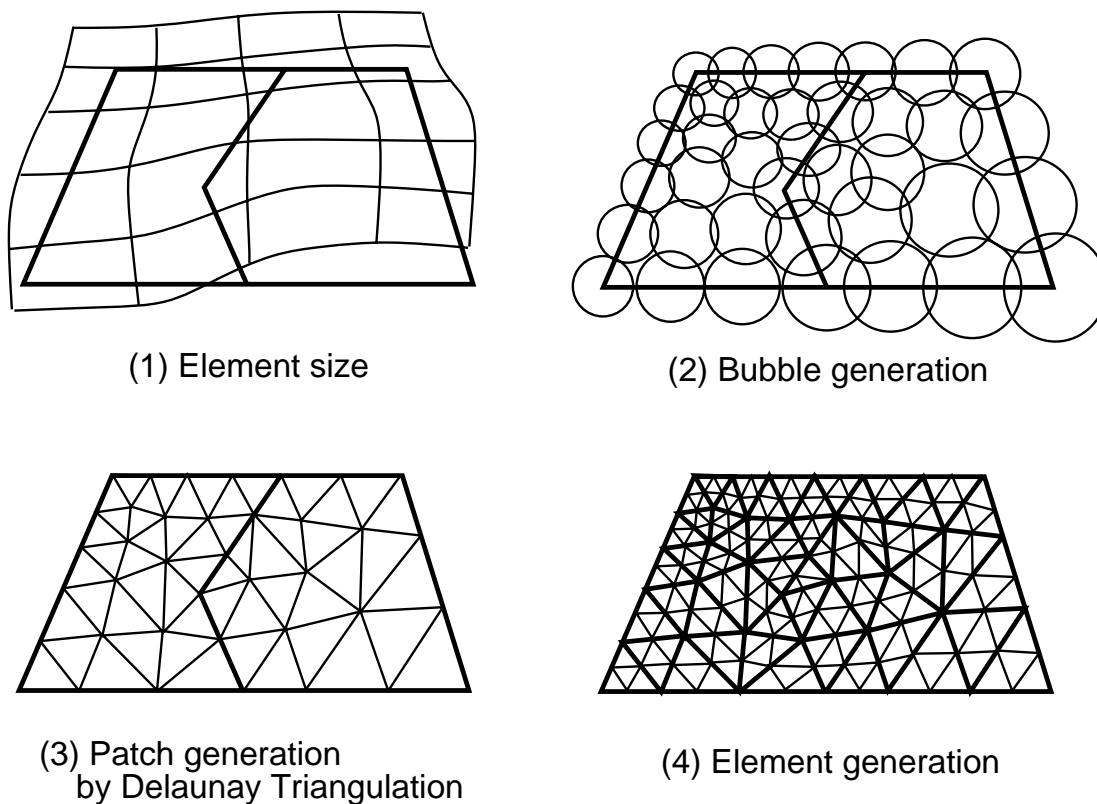 (1) Element size
(2) Bubble generation
(3) Patch generation
by Delaunay Triangulation
(4) Element generation